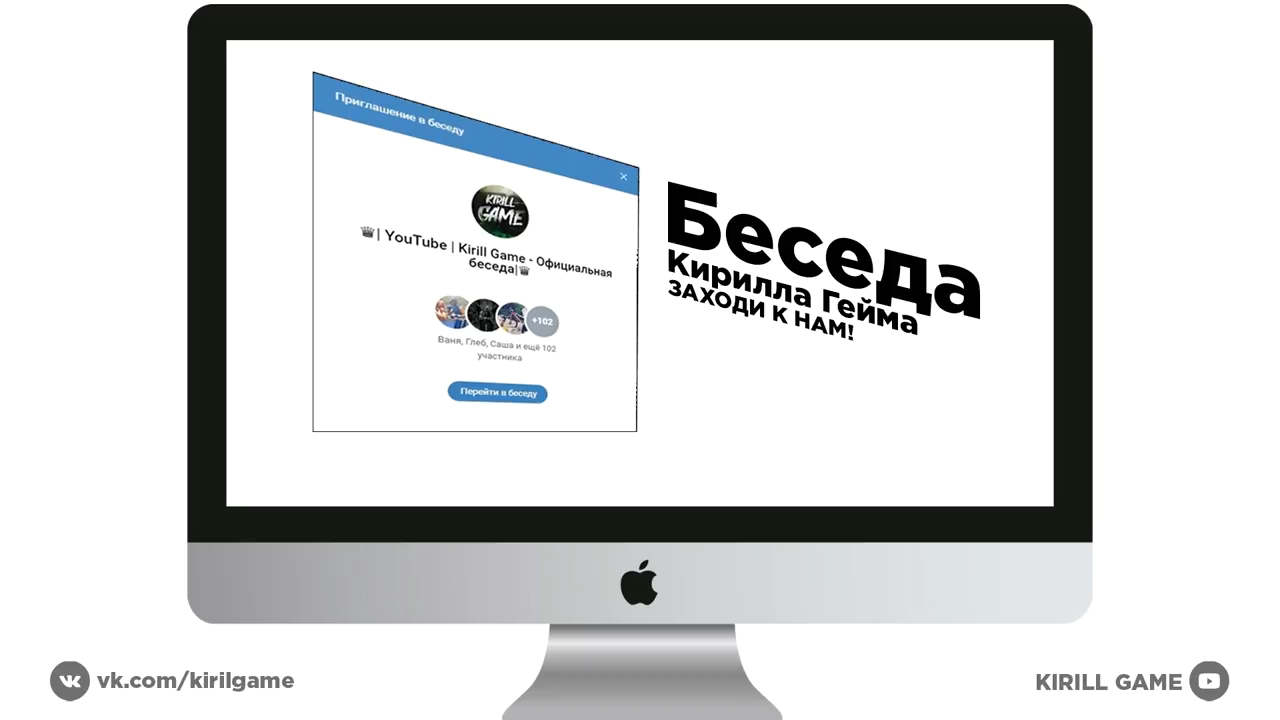 Приглашение в беседу
KIRILL
GAME
♛| YouTube | Kirill Game - Официальная
беседа|♛
+102
Ваня, Глеб, Саша и ещё 102
участника
Перейти в беседу
Беседа
Кирилла Гейма
ЗАХОДИ К НАМ!
vk.com/kirilgame
KIRILL GAME